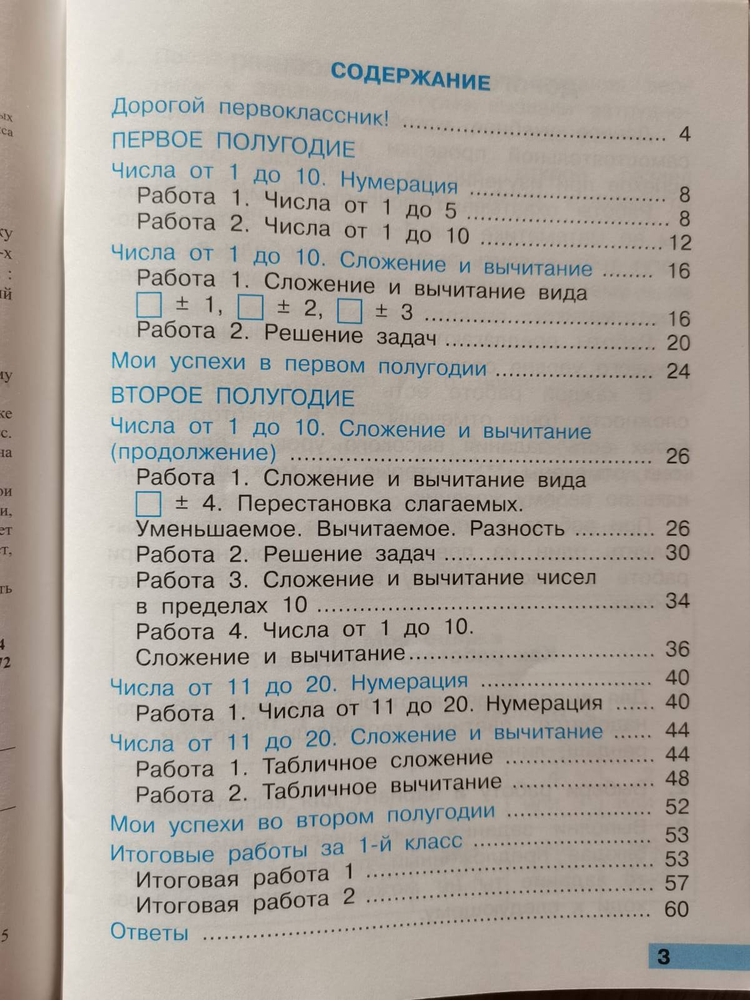 СОДЕРЖАНИЕ
Дорогой первоклассник! ........ 4
ПЕРВОЕ ПОЛУГОДИЕ
Числа от 1 до 10. Нумерация ........ 8
Работа 1. Числа от 1 до 5 ........ 8
Работа 2. Числа от 1 до 10 ........ 12
Числа от 1 до 10. Сложение и вычитание ........ 16
Работа 1. Сложение и вычитание вида
□ ± 1, □ ± 2, □ ± 3 ........ 16
Работа 2. Решение задач ........ 20
Мои успехи в первом полугодии ........ 24
ВТОРОЕ ПОЛУГОДИЕ
Числа от 1 до 10. Сложение и вычитание
(продолжение) ........ 26
Работа 1. Сложение и вычитание вида
□ ± 4. Перестановка слагаемых.
Уменьшаемое. Вычитаемое. Разность ........ 26
Работа 2. Решение задач ........ 30
Работа 3. Сложение и вычитание чисел
в пределах 10 ........ 34
Работа 4. Числа от 1 до 10.
Сложение и вычитание ........ 36
Числа от 11 до 20. Нумерация ........ 40
Работа 1. Числа от 11 до 20. Нумерация ...... 40
Числа от 11 до 20. Сложение и вычитание ...... 44
Работа 1. Табличное сложение ........ 44
Работа 2. Табличное вычитание ........ 48
Мои успехи во втором полугодии ........ 52
Итоговые работы за 1-й класс ........ 53
Итоговая работа 1 ........ 53
Итоговая работа 2 ........ 57
Ответы ........ 60
3